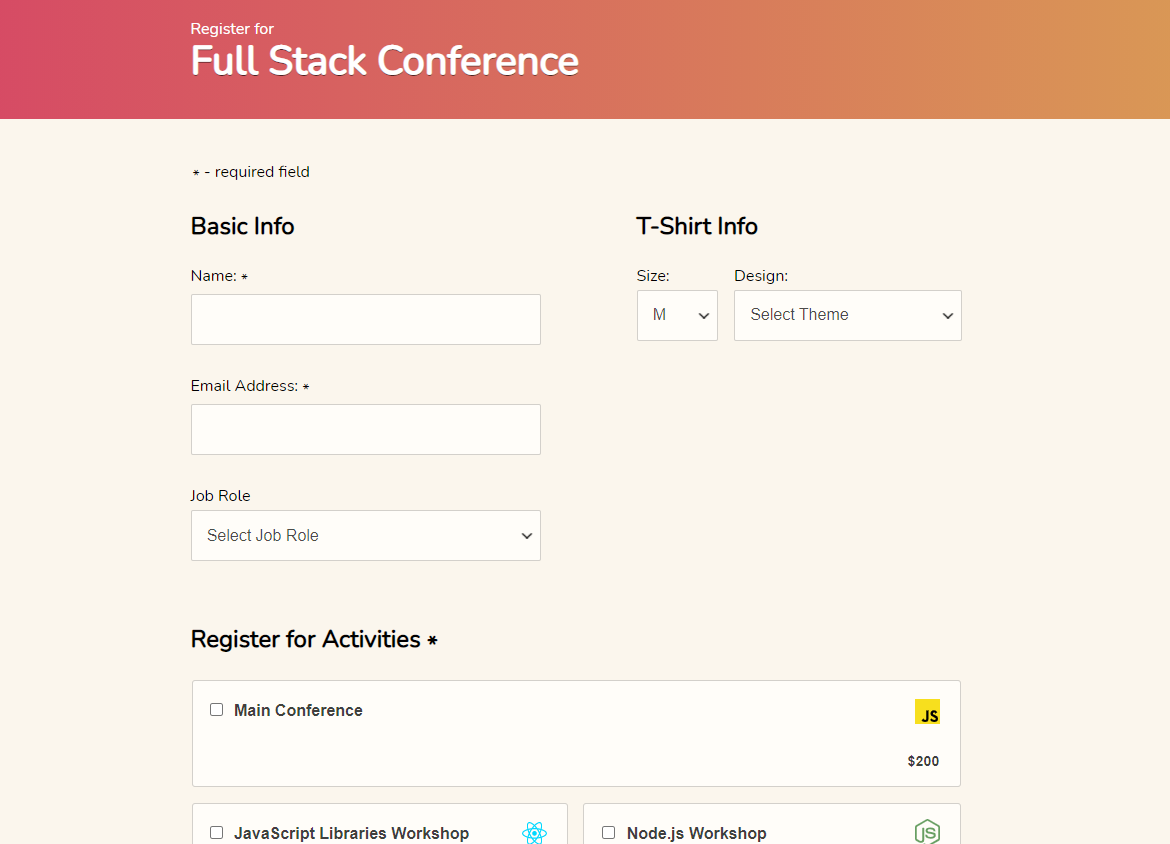 Register for
Full Stack Conference
* - required field
Basic Info
T-Shirt Info
Name: *
Size:
Design:
M
Select Theme
Email Address: *
Job Role
Select Job Role
Register for Activities *
Main Conference
JS
$200
JavaScript Libraries Workshop
Node.js Workshop
JS